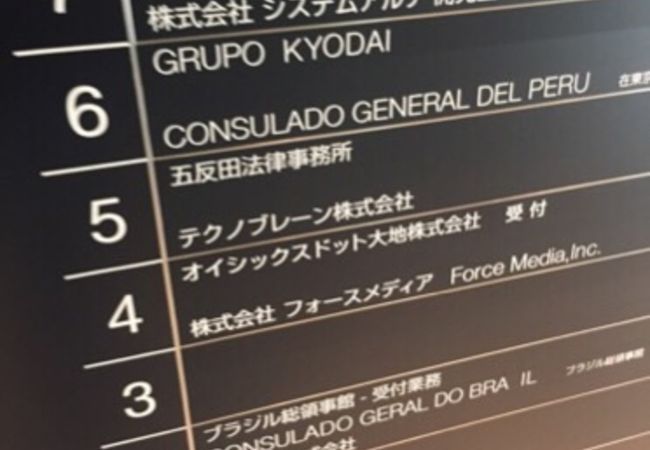 株式会社 システムアルテ
GRUPO KYODAI
6
CONSULADO GENERAL DEL PERU 在東京
五反田法律事務所
5
テクノブレーン株式会社
オイシックスドット大地株式会社 受付
4
株式会社 フォースメディア Force Media,Inc.
3
ブラジル総領事館 - 受付業務
CONSULADO GERAL DO BRA IL ブラジル総領事館